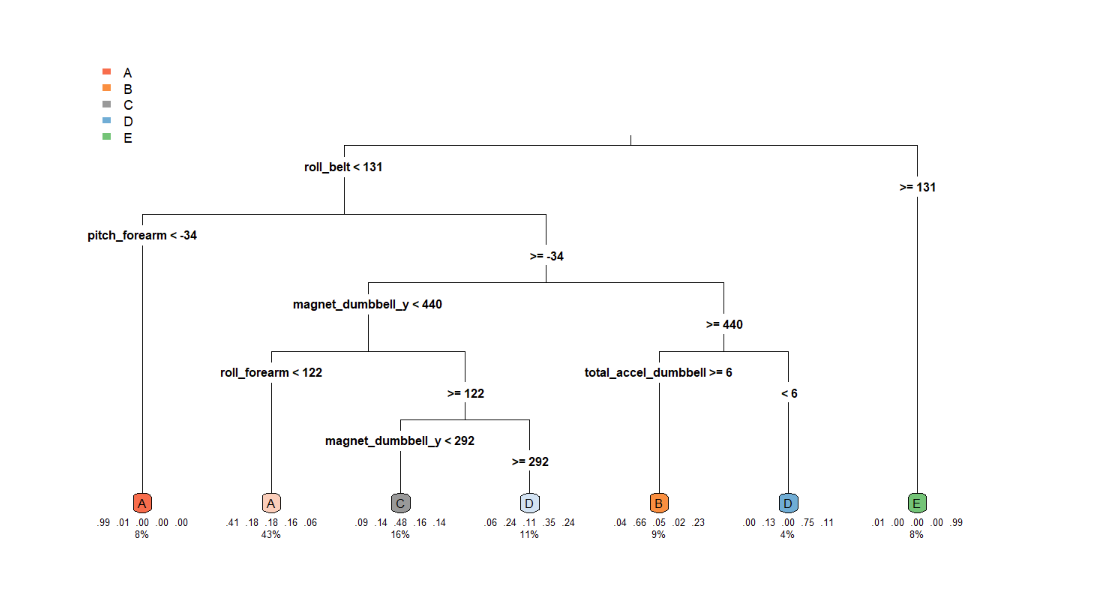 A
B
C
D
E
roll_belt < 131
>= 131
pitch_forearm < -34
>= -34
magnet_dumbbell_y < 440
>= 440
roll_forearm < 122
>= 122
total_accel_dumbbell >= 6
< 6
magnet_dumbbell_y < 292
>= 292
A A C D B D E
.99 .01 .00 .00 .00 .41 .18 .18 .16 .06 .09 .14 .48 .16 .14 .06 .24 .11 .35 .24 .04 .66 .05 .02 .23 .00 .13 .00 .75 .11 .01 .00 .00 .00 .99
8% 43% 16% 11% 9% 4% 8%